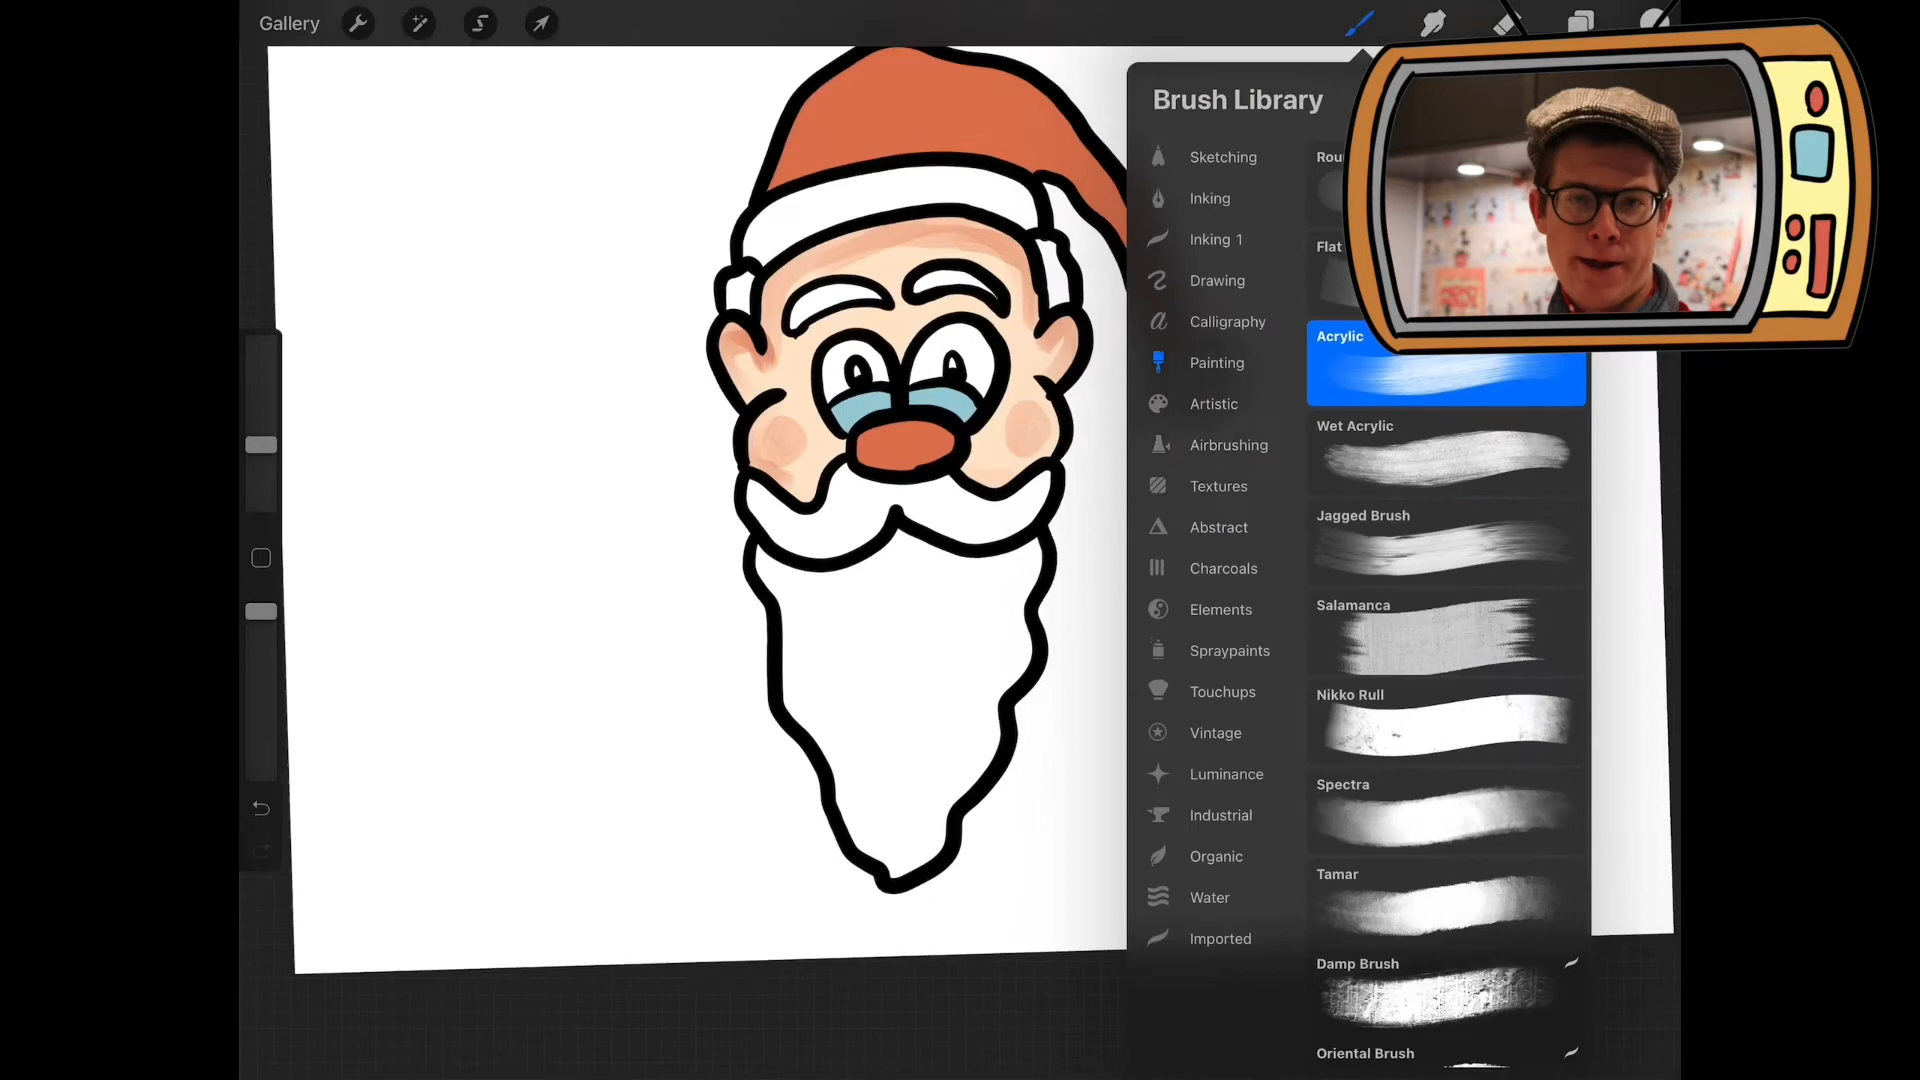 Gallery
Brush Library
Sketching
Inking
Inking 1
Drawing
Calligraphy
Painting
Artistic
Airbrushing
Textures
Abstract
Charcoals
Elements
Spraypaints
Touchups
Vintage
Luminance
Industrial
Organic
Water
Imported
Flat
Acrylic
Wet Acrylic
Jagged Brush
Salamanca
Nikko Rull
Spectra
Tamar
Damp Brush
Oriental Brush